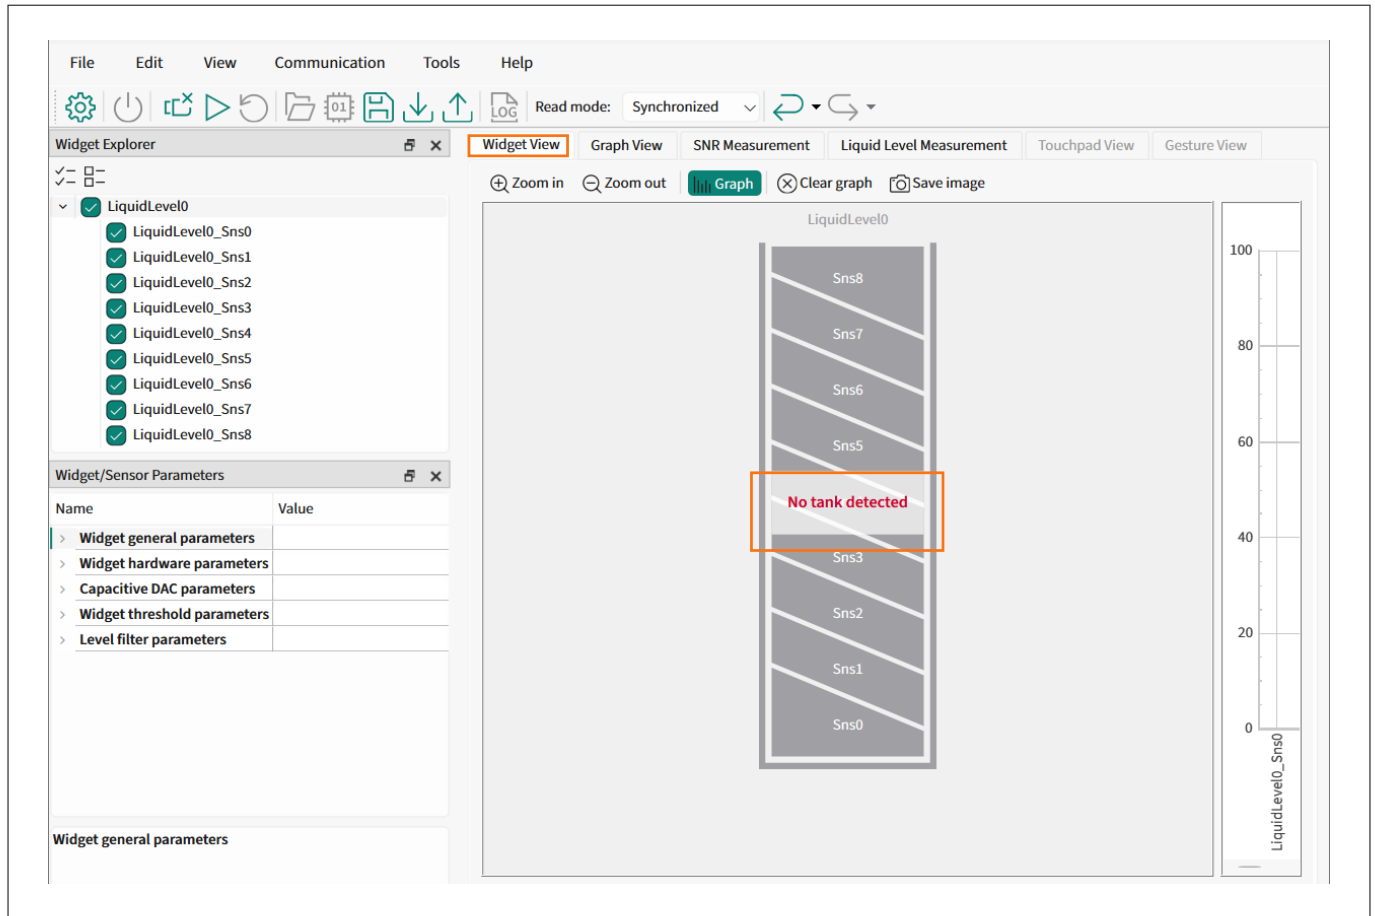 File Edit View Communication Tools Help
LOG Read mode: Synchronized
Widget Explorer
Widget View Graph View SNR Measurement Liquid Level Measurement Touchpad View Gesture View
Zoom in Zoom out Graph Clear graph Save image
LiquidLevel0
LiquidLevel0_Sns0
LiquidLevel0_Sns1
LiquidLevel0_Sns2
LiquidLevel0_Sns3
LiquidLevel0_Sns4
LiquidLevel0_Sns5
LiquidLevel0_Sns6
LiquidLevel0_Sns7
LiquidLevel0_Sns8
Widget/Sensor Parameters
Name Value
Widget general parameters
Widget hardware parameters
Capacitive DAC parameters
Widget threshold parameters
Level filter parameters
Widget general parameters
LiquidLevel0
Sns8
Sns7
Sns6
Sns5
No tank detected
Sns3
Sns2
Sns1
Sns0
100
80
60
40
20
0
LiquidLevel0_Sns0
01